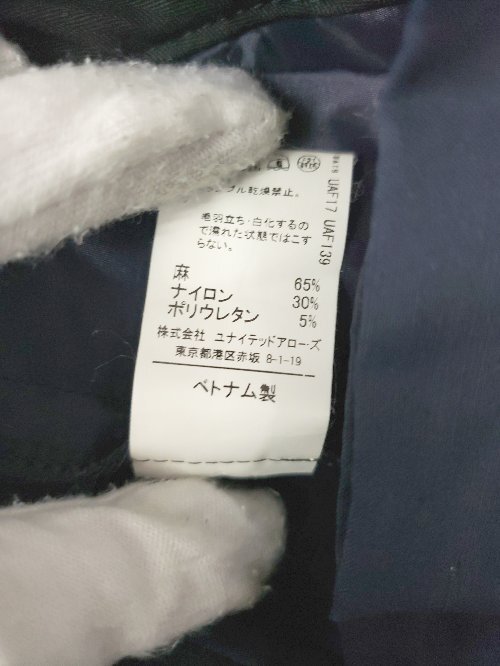 ンブル乾燥禁止。
毛羽立ち・白化するの
で濡れた状態ではこす
らない。
麻 65%
ナイロン 30%
ポリウレタン 5%
株式会社 ユナイテッドアローズ
東京都港区赤坂 8-1-19
ベトナム製
UAF17 UAF139